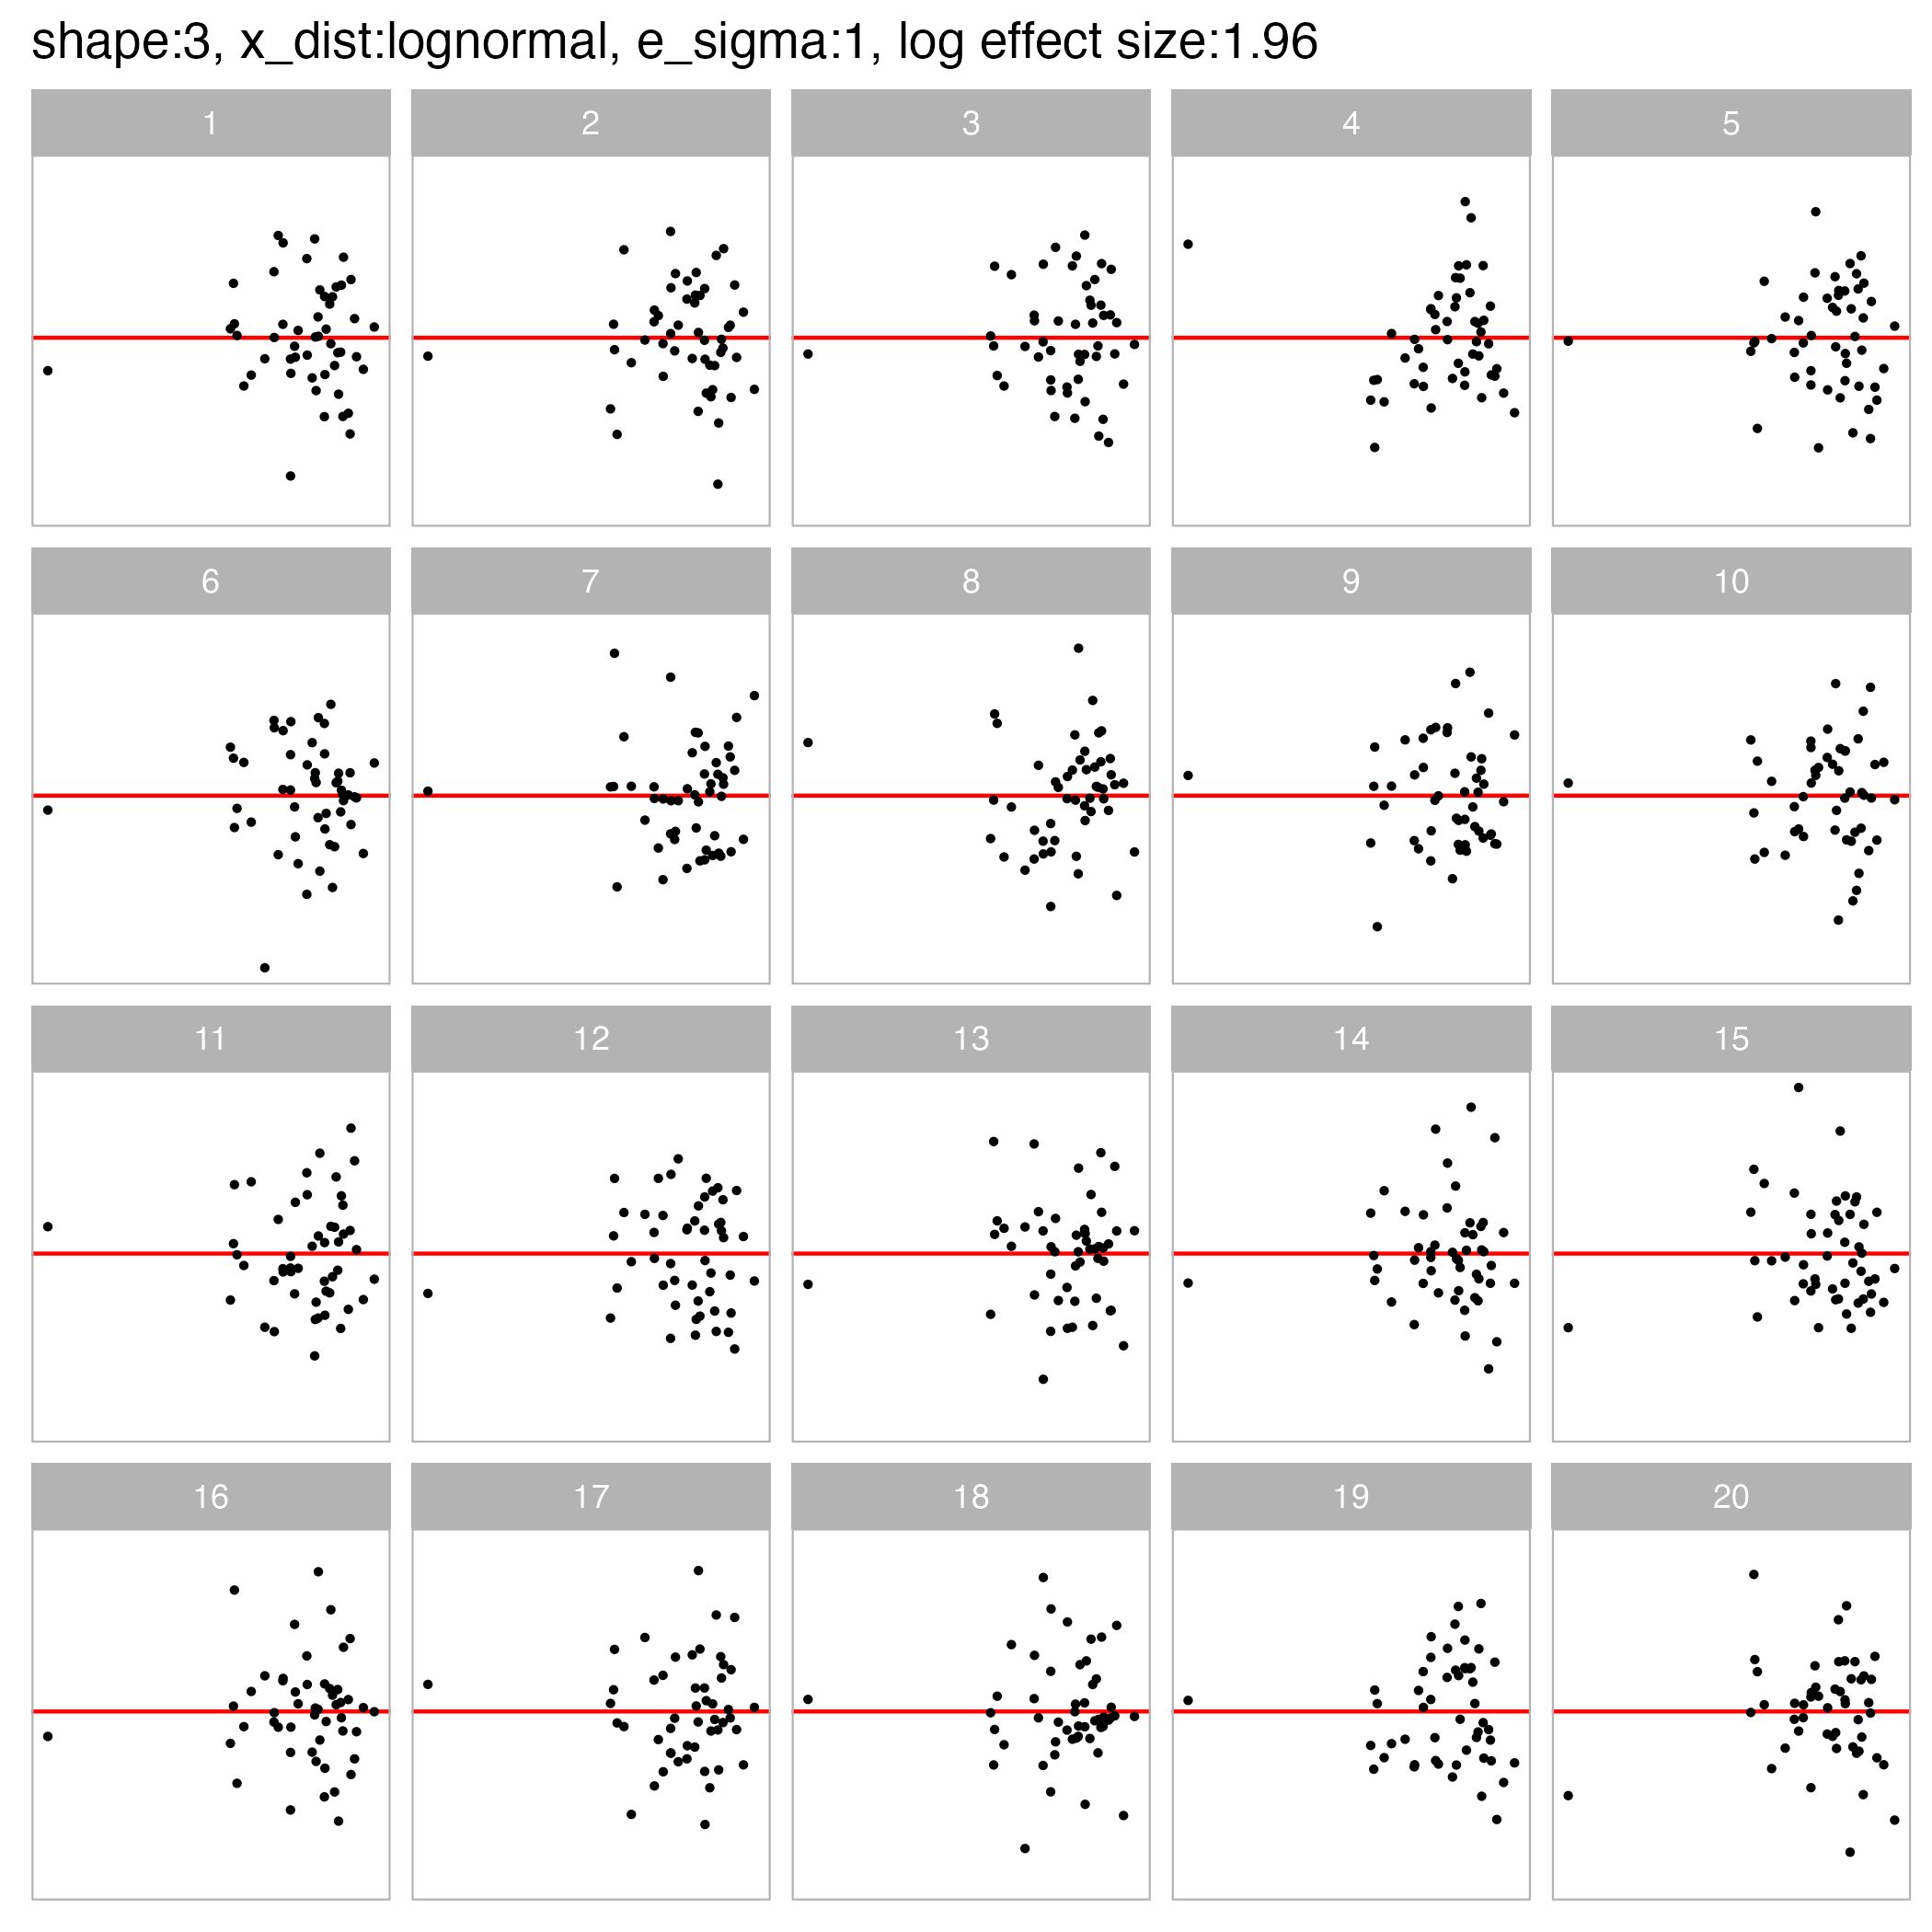 shape:3, x_dist:lognormal, e_sigma:1, log effect size:1.96
1 2 3 4 5
6 7 8 9 10
11 12 13 14 15
16 17 18 19 20